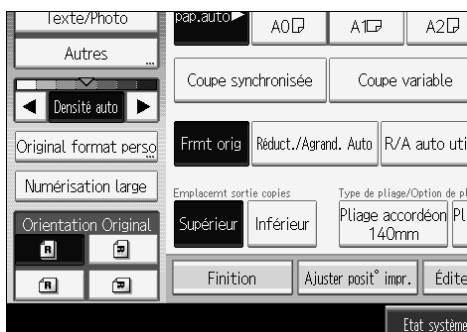 Texte/Photo
Autres
Densité auto
Original format perso
Numérisation large
Orientation Original
R
R
R
R
pap.auto
A0
A1
A2
Coupe synchronisée
Coupe variable
Frmt orig
Réduct./Agrand. Auto
R/A auto uti
Emplacemt sortie copies
Type de pliage/Option de pl
Supérieur
Inférieur
Pliage accordéon
140mm
Pl
Finition
Ajuster posit° impr.
Édite
Etat système